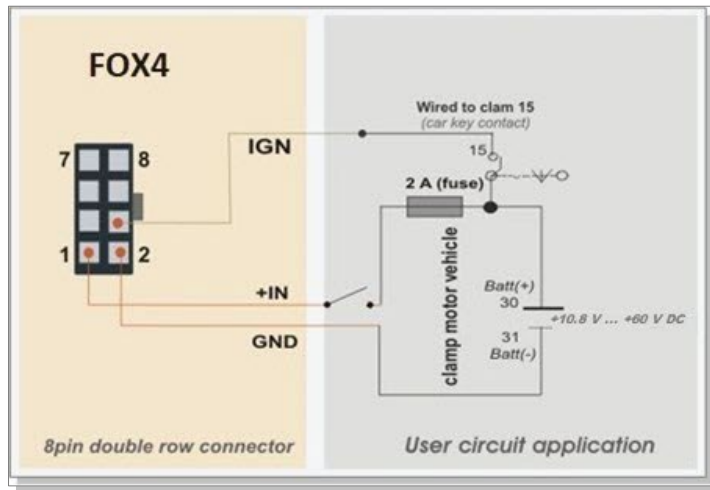 FOX4
7
8
1
2
IGN
+IN
GND
8pin double row connector
Wired to clam 15
(car key contact)
15
2 A (fuse)
clamp motor vehicle
Batt(+)
30
+10.8 V ... +60 V DC
31
Batt(-)
User circuit application